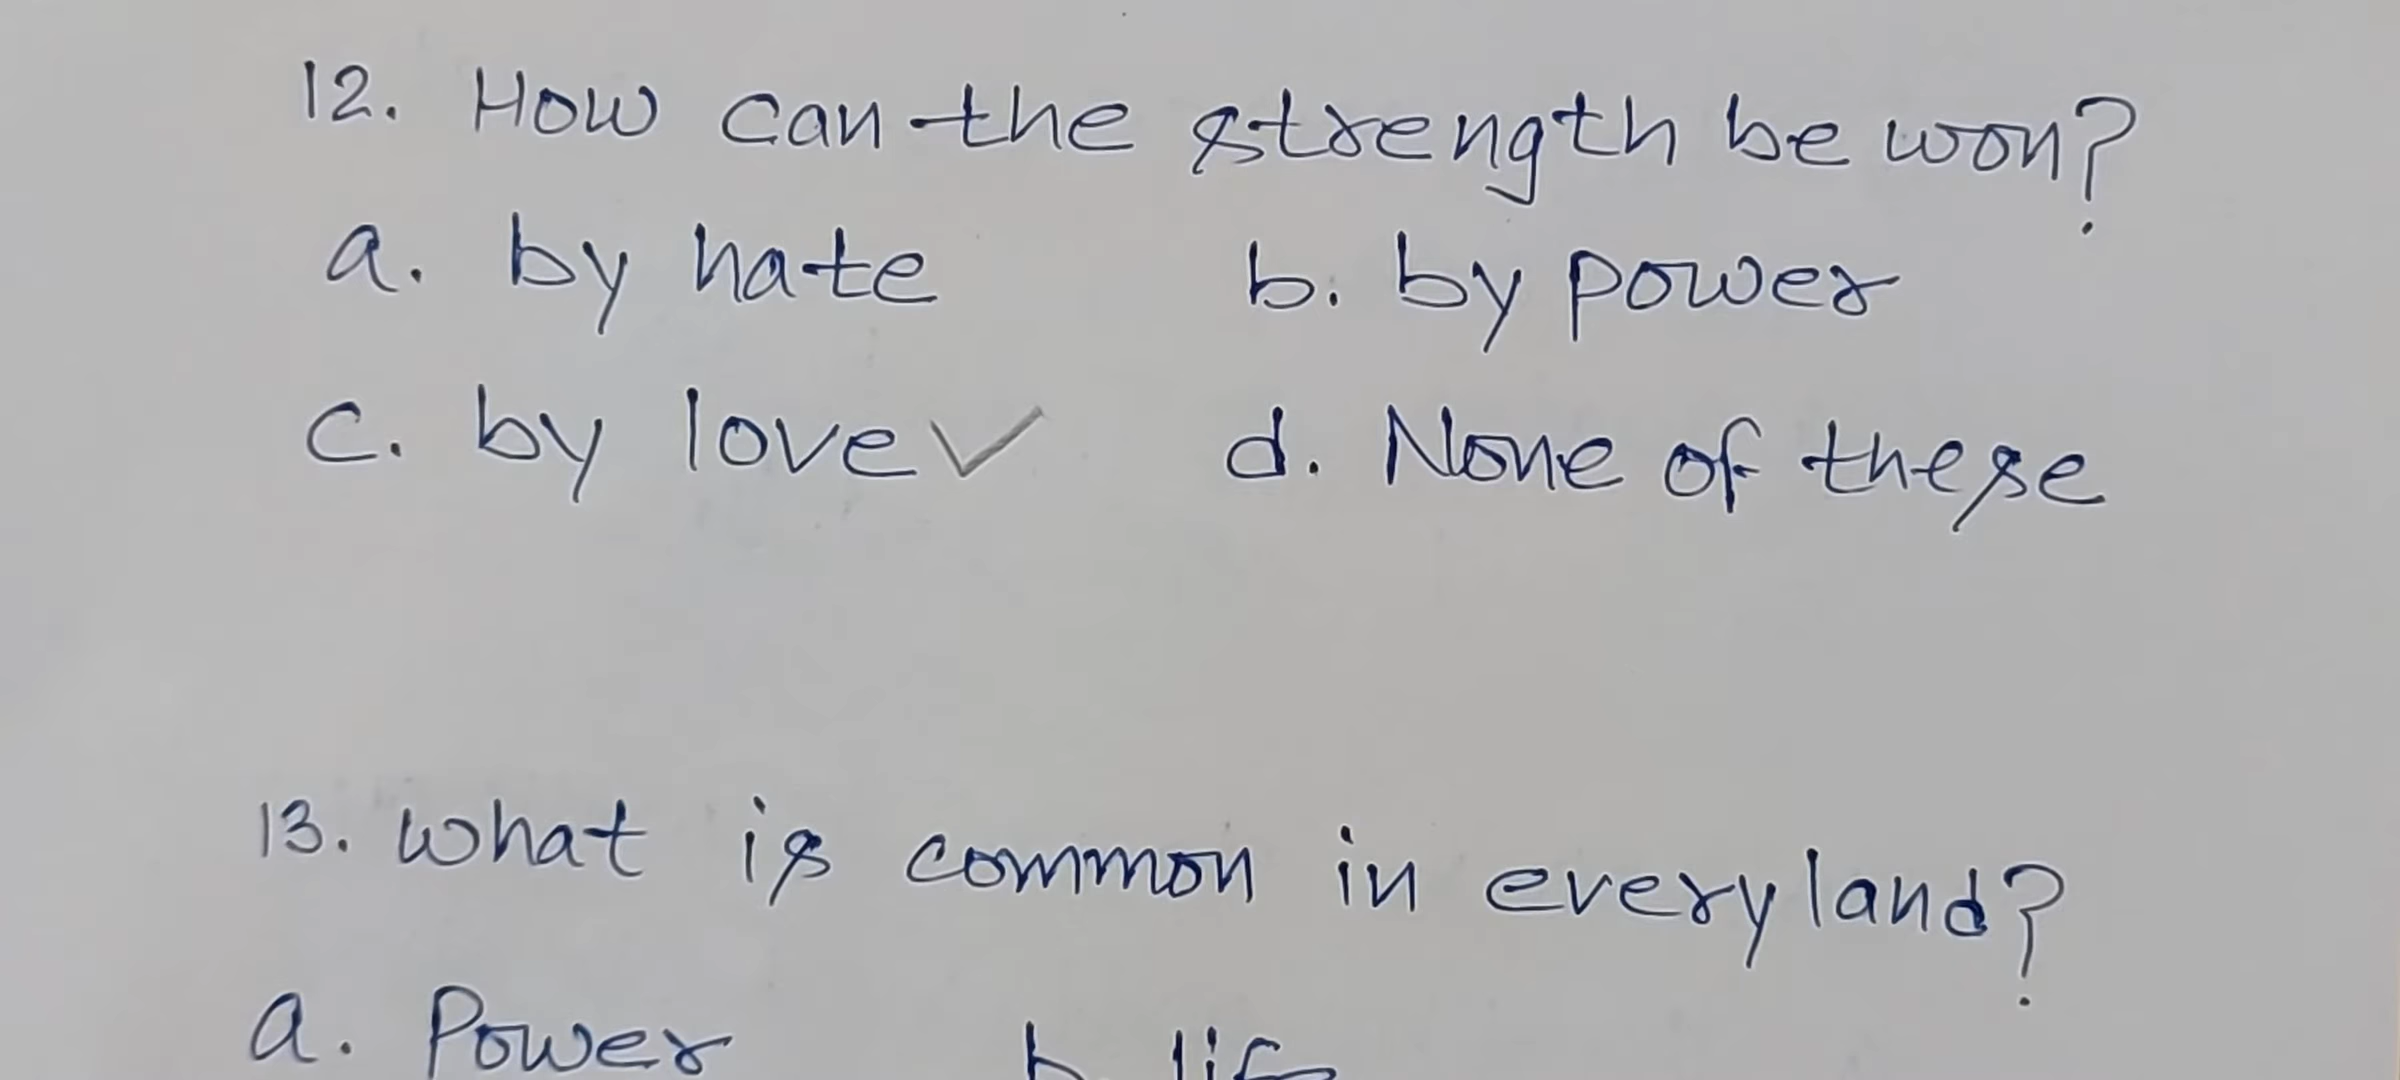 12. How can the strength be won?
a. by hate b. by power
c. by love ✓ d. None of these
13. What is common in every land?
a. Power b. life